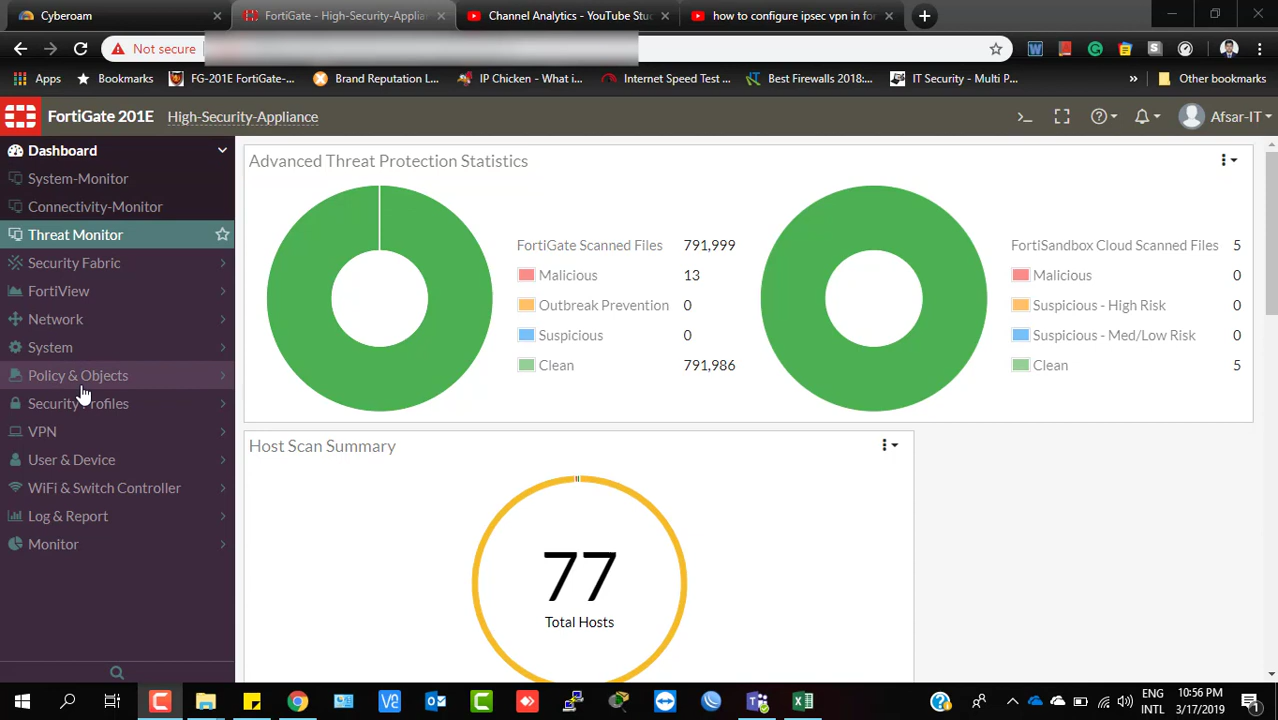 Cyberoam
FortiGate - High-Security-Applian
Channel Analytics - YouTube Stu
how to configure ipsec vpn in for
Not secure
Apps
Bookmarks
FG-201E FortiGate-...
Brand Reputation L...
IP Chicken - What i...
Internet Speed Test ...
Best Firewalls 2018:...
IT Security - Multi P...
»
Other bookmarks
FortiGate 201E
High-Security-Appliance
Afsar-IT
Dashboard
System-Monitor
Connectivity-Monitor
Threat Monitor
Security Fabric
FortiView
Network
System
Policy & Objects
Security Profiles
VPN
User & Device
WiFi & Switch Controller
Log & Report
Monitor
Advanced Threat Protection Statistics
FortiGate Scanned Files 791,999
Malicious 13
Outbreak Prevention 0
Suspicious 0
Clean 791,986
FortiSandbox Cloud Scanned Files 5
Malicious 0
Suspicious - High Risk 0
Suspicious - Med/Low Risk 0
Clean 5
Host Scan Summary
77
Total Hosts
ENG
INTL
10:56 PM
3/17/2019
1